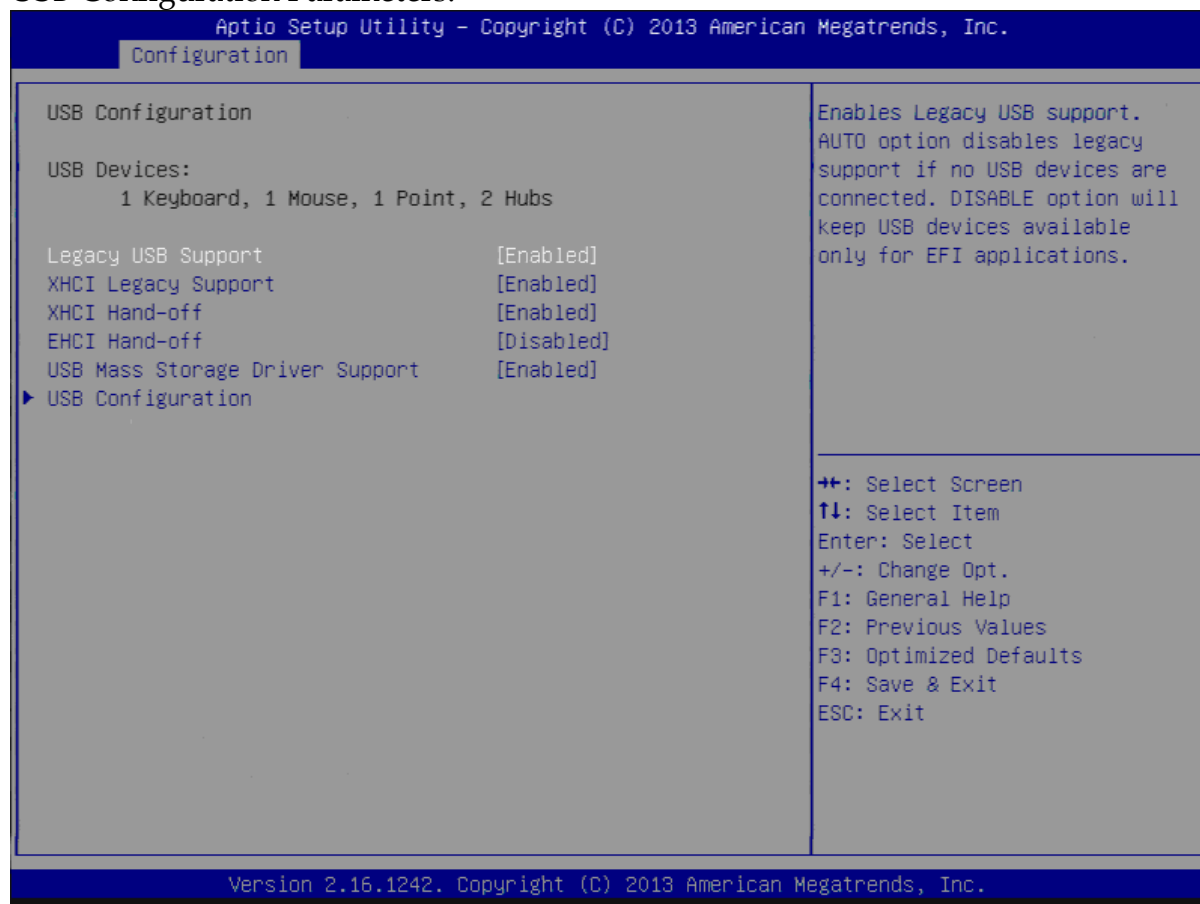 Aptio Setup Utility – Copyright (C) 2013 American Megatrends, Inc.
Configuration
USB Configuration
USB Devices:
1 Keyboard, 1 Mouse, 1 Point, 2 Hubs
Legacy USB Support [Enabled]
XHCI Legacy Support [Enabled]
XHCI Hand-off [Enabled]
EHCI Hand-off [Disabled]
USB Mass Storage Driver Support [Enabled]
▶ USB Configuration
Enables Legacy USB support.
AUTO option disables legacy
support if no USB devices are
connected. DISABLE option will
keep USB devices available
only for EFI applications.
→←: Select Screen
↑↓: Select Item
Enter: Select
+/-: Change Opt.
F1: General Help
F2: Previous Values
F3: Optimized Defaults
F4: Save & Exit
ESC: Exit
Version 2.16.1242. Copyright (C) 2013 American Megatrends, Inc.